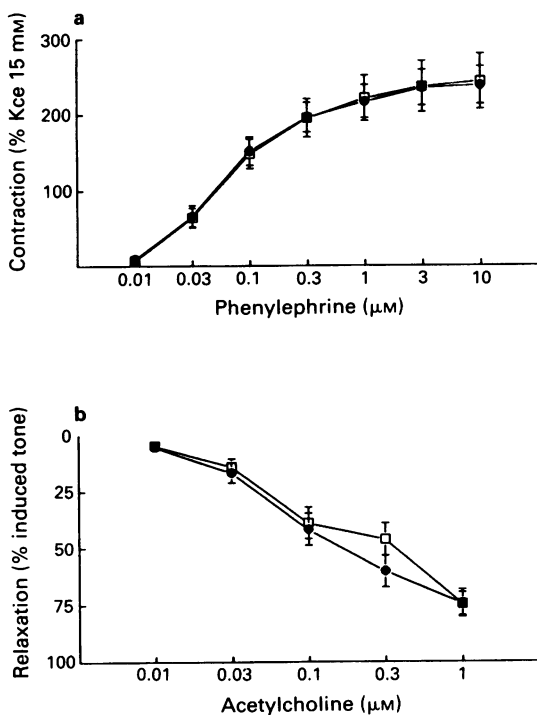 a
Contraction (% Kce 15 mM)
300
200
100
0.01 0.03 0.1 0.3 1 3 10
Phenylephrine (μM)
b
Relaxation (% induced tone)
0
25
50
75
100
0.01 0.03 0.1 0.3 1
Acetylcholine (μM)